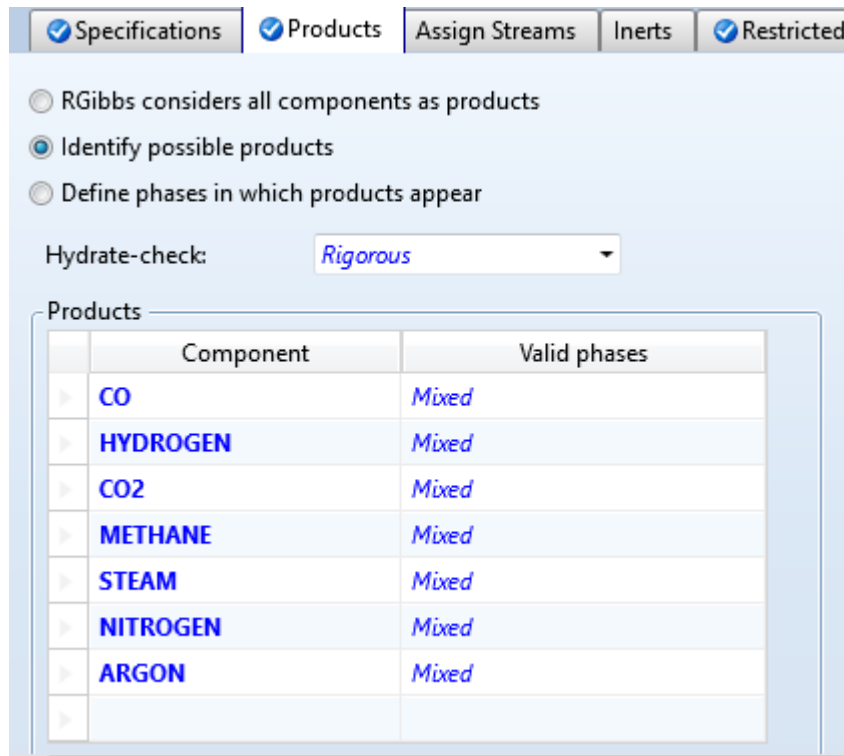 Specifications Products Assign Streams Inerts Restricted
RGibbs considers all components as products
Identify possible products
Define phases in which products appear
Hydrate-check: Rigorous
Products
Component Valid phases
CO Mixed
HYDROGEN Mixed
CO2 Mixed
METHANE Mixed
STEAM Mixed
NITROGEN Mixed
ARGON Mixed